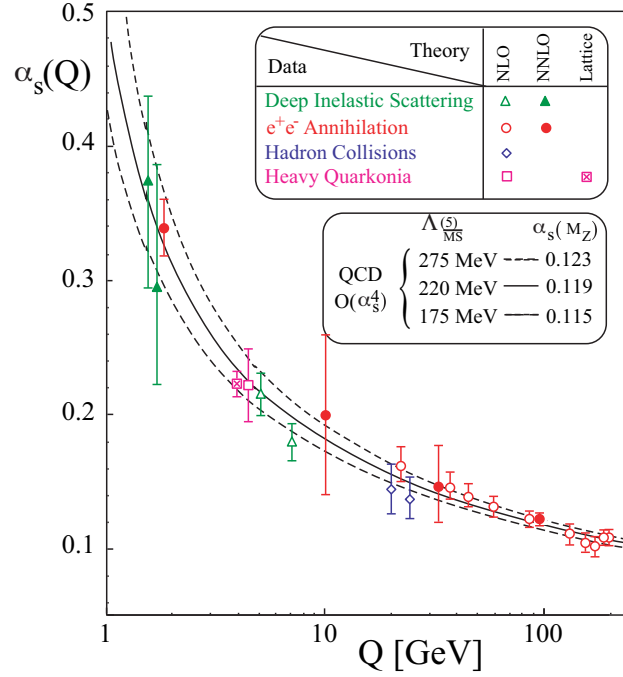 0.5
α_s(Q)
0.4
0.3
0.2
0.1
Theory
Data
NLO
NNLO
Lattice
Deep Inelastic Scattering
e⁺e⁻ Annihilation
Hadron Collisions
Heavy Quarkonia
Λ_MS^(5) α_s(M_Z)
QCD
O(α_s^4)
275 MeV 0.123
220 MeV 0.119
175 MeV 0.115
1 10 100
Q [GeV]